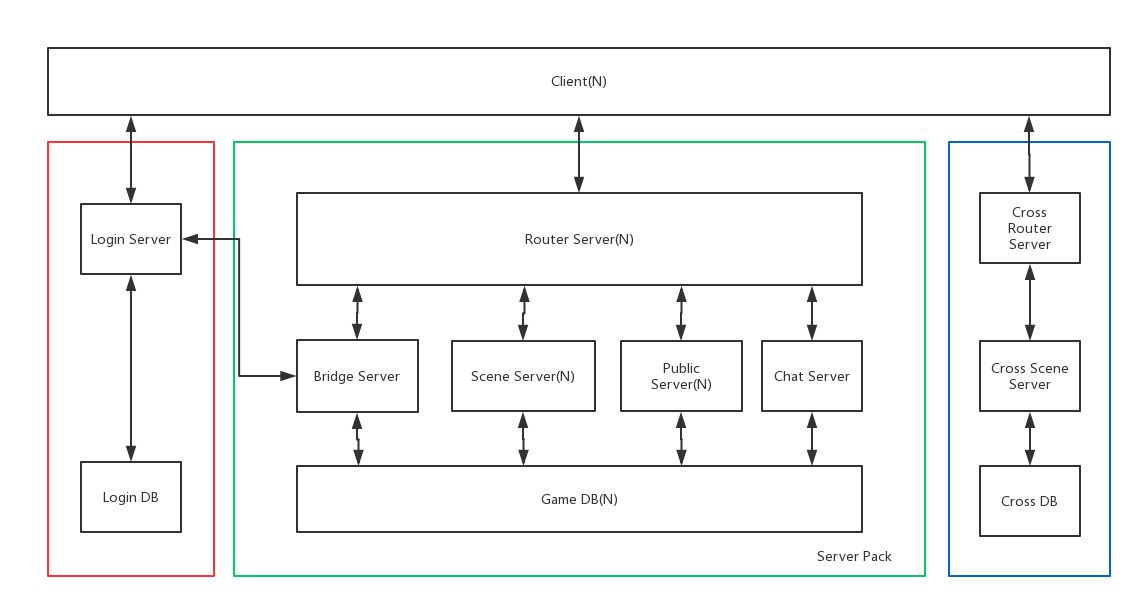 Client(N)
Login Server
Router Server(N)
Cross
Router
Server
Bridge Server
Scene Server(N)
Public
Server(N)
Chat Server
Cross Scene
Server
Login DB
Game DB(N)
Cross DB
Server Pack